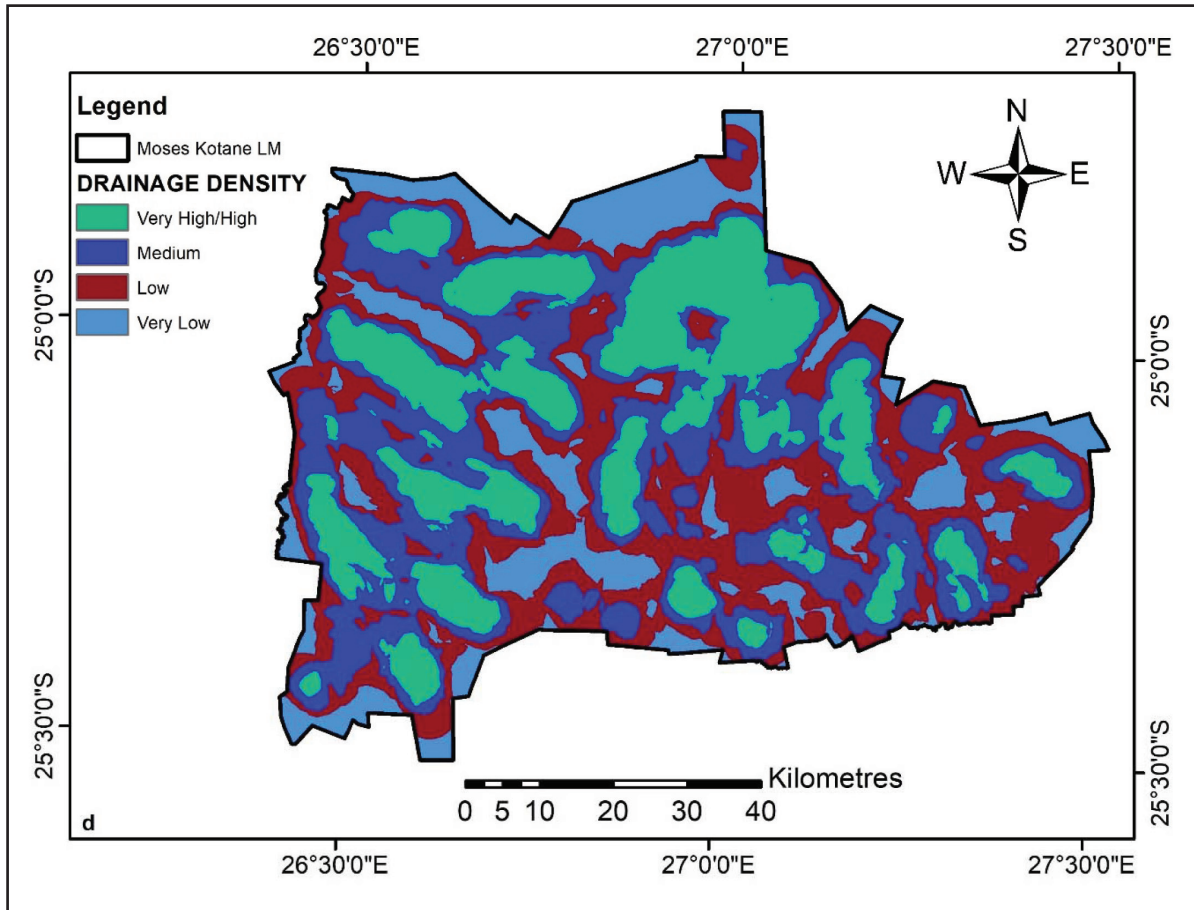 26°30'0"E 27°0'0"E 27°30'0"E
Legend
Moses Kotane LM
DRAINAGE DENSITY
Very High/High
Medium
Low
Very Low
N
W E
S
25°0'0"S 25°0'0"S
25°30'0"S 25°30'0"S
Kilometres
0 5 10 20 30 40
d
26°30'0"E 27°0'0"E 27°30'0"E